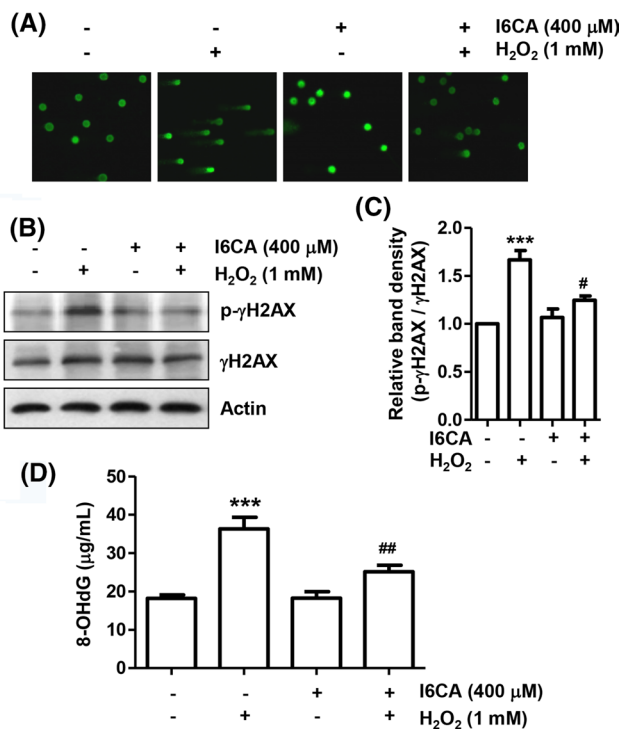 (A)
- - + + I6CA (400 μM)
- + - + H₂O₂ (1 mM)
(B)
- - + + I6CA (400 μM)
- + - + H₂O₂ (1 mM)
p-γH2AX
γH2AX
Actin
(C)
Relative band density
(p-γH2AX / γH2AX)
2.0
1.5
1.0
0.5
0.0
***
#
I6CA - - + +
H₂O₂ - + - +
(D)
8-OHdG (μg/mL)
50
40
30
20
10
0
***
##
- - + + I6CA (400 μM)
- + - + H₂O₂ (1 mM)